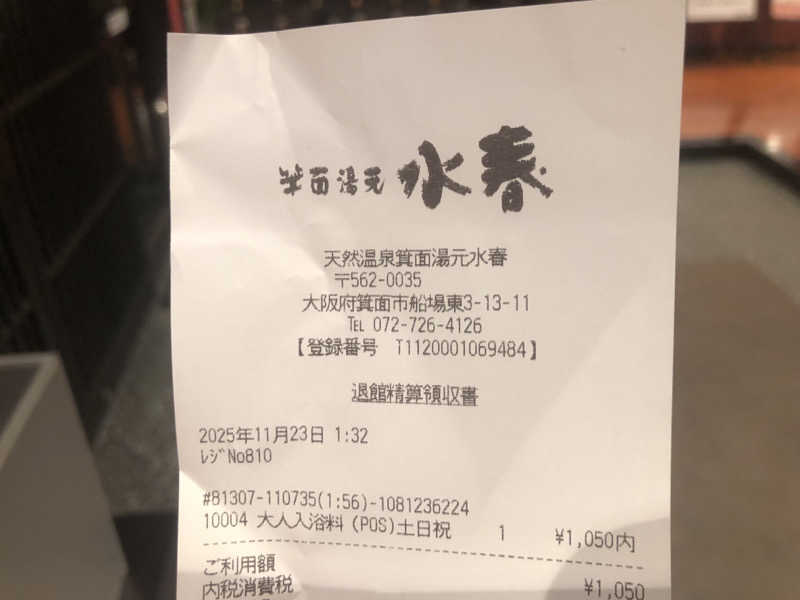 箕面湯元 水春
天然温泉箕面湯元水春
〒562-0035
大阪府箕面市船場東3-13-11
℡ 072-726-4126
【登録番号 T1120001069484】
退館精算領収書
2025年11月23日 1:32
ﾚｼﾞNo810
#81307-110735(1:56)-1081236224
10004 大人入浴料 (POS)土日祝 1 ¥1,050内
ご利用額 ¥1,050
内税消費税